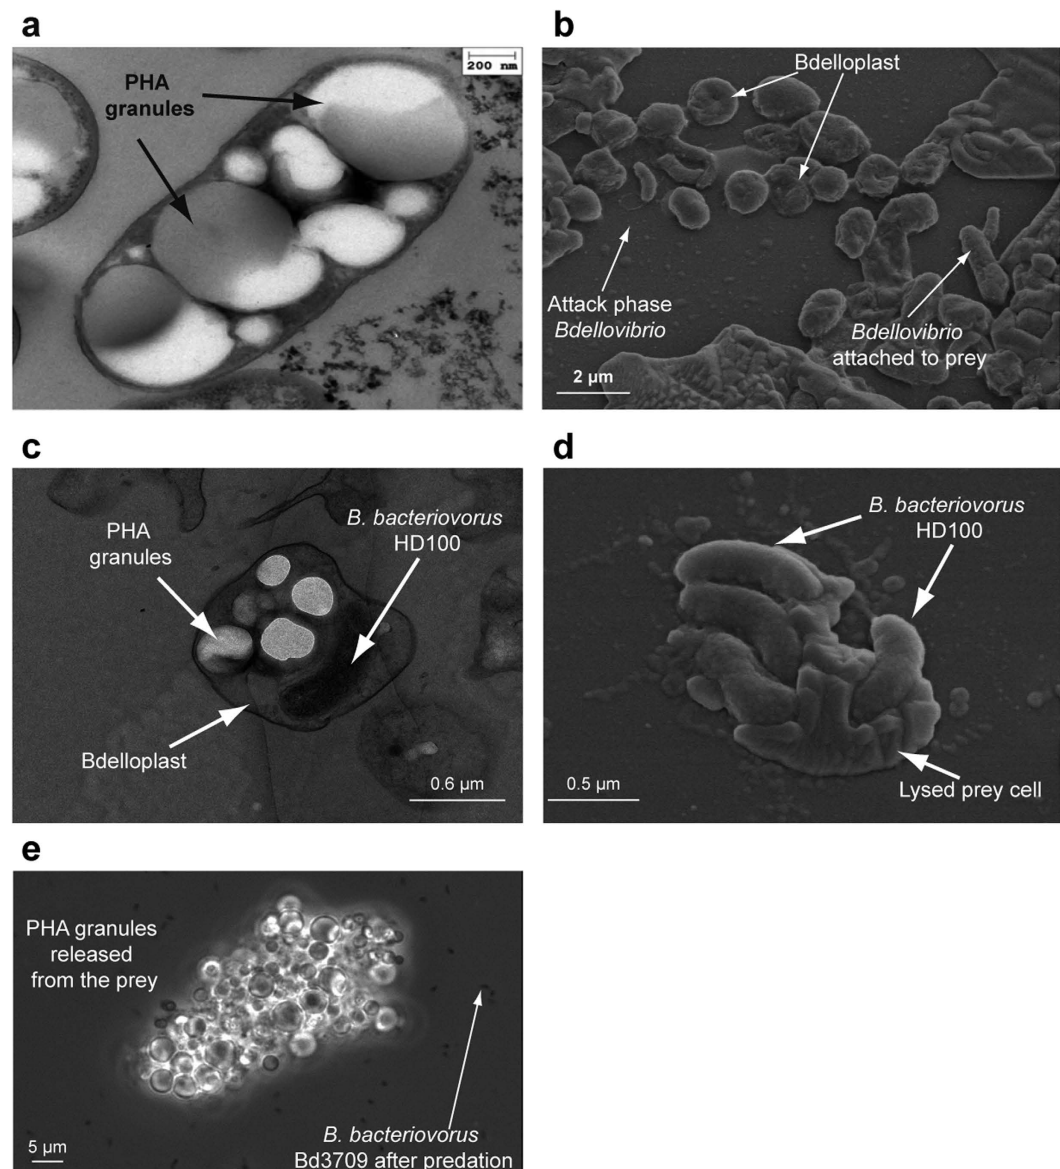 a
PHA
granules
200 nm
b
Bdelloplast
Attack phase
Bdellovibrio
Bdellovibrio
attached to prey
2 µm
c
PHA
granules
B. bacteriovorus
HD100
Bdelloplast
0.6 µm
d
B. bacteriovorus
HD100
Lysed prey cell
0.5 µm
e
PHA granules
released
from the prey
5 µm
B. bacteriovorus
Bd3709 after predation